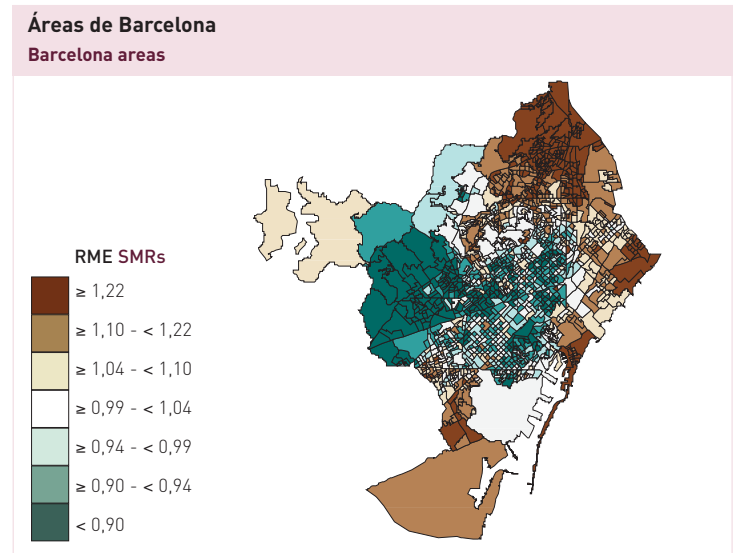 Áreas de Barcelona
Barcelona areas
RME SMRs
≥ 1,22
≥ 1,10 - < 1,22
≥ 1,04 - < 1,10
≥ 0,99 - < 1,04
≥ 0,94 - < 0,99
≥ 0,90 - < 0,94
< 0,90